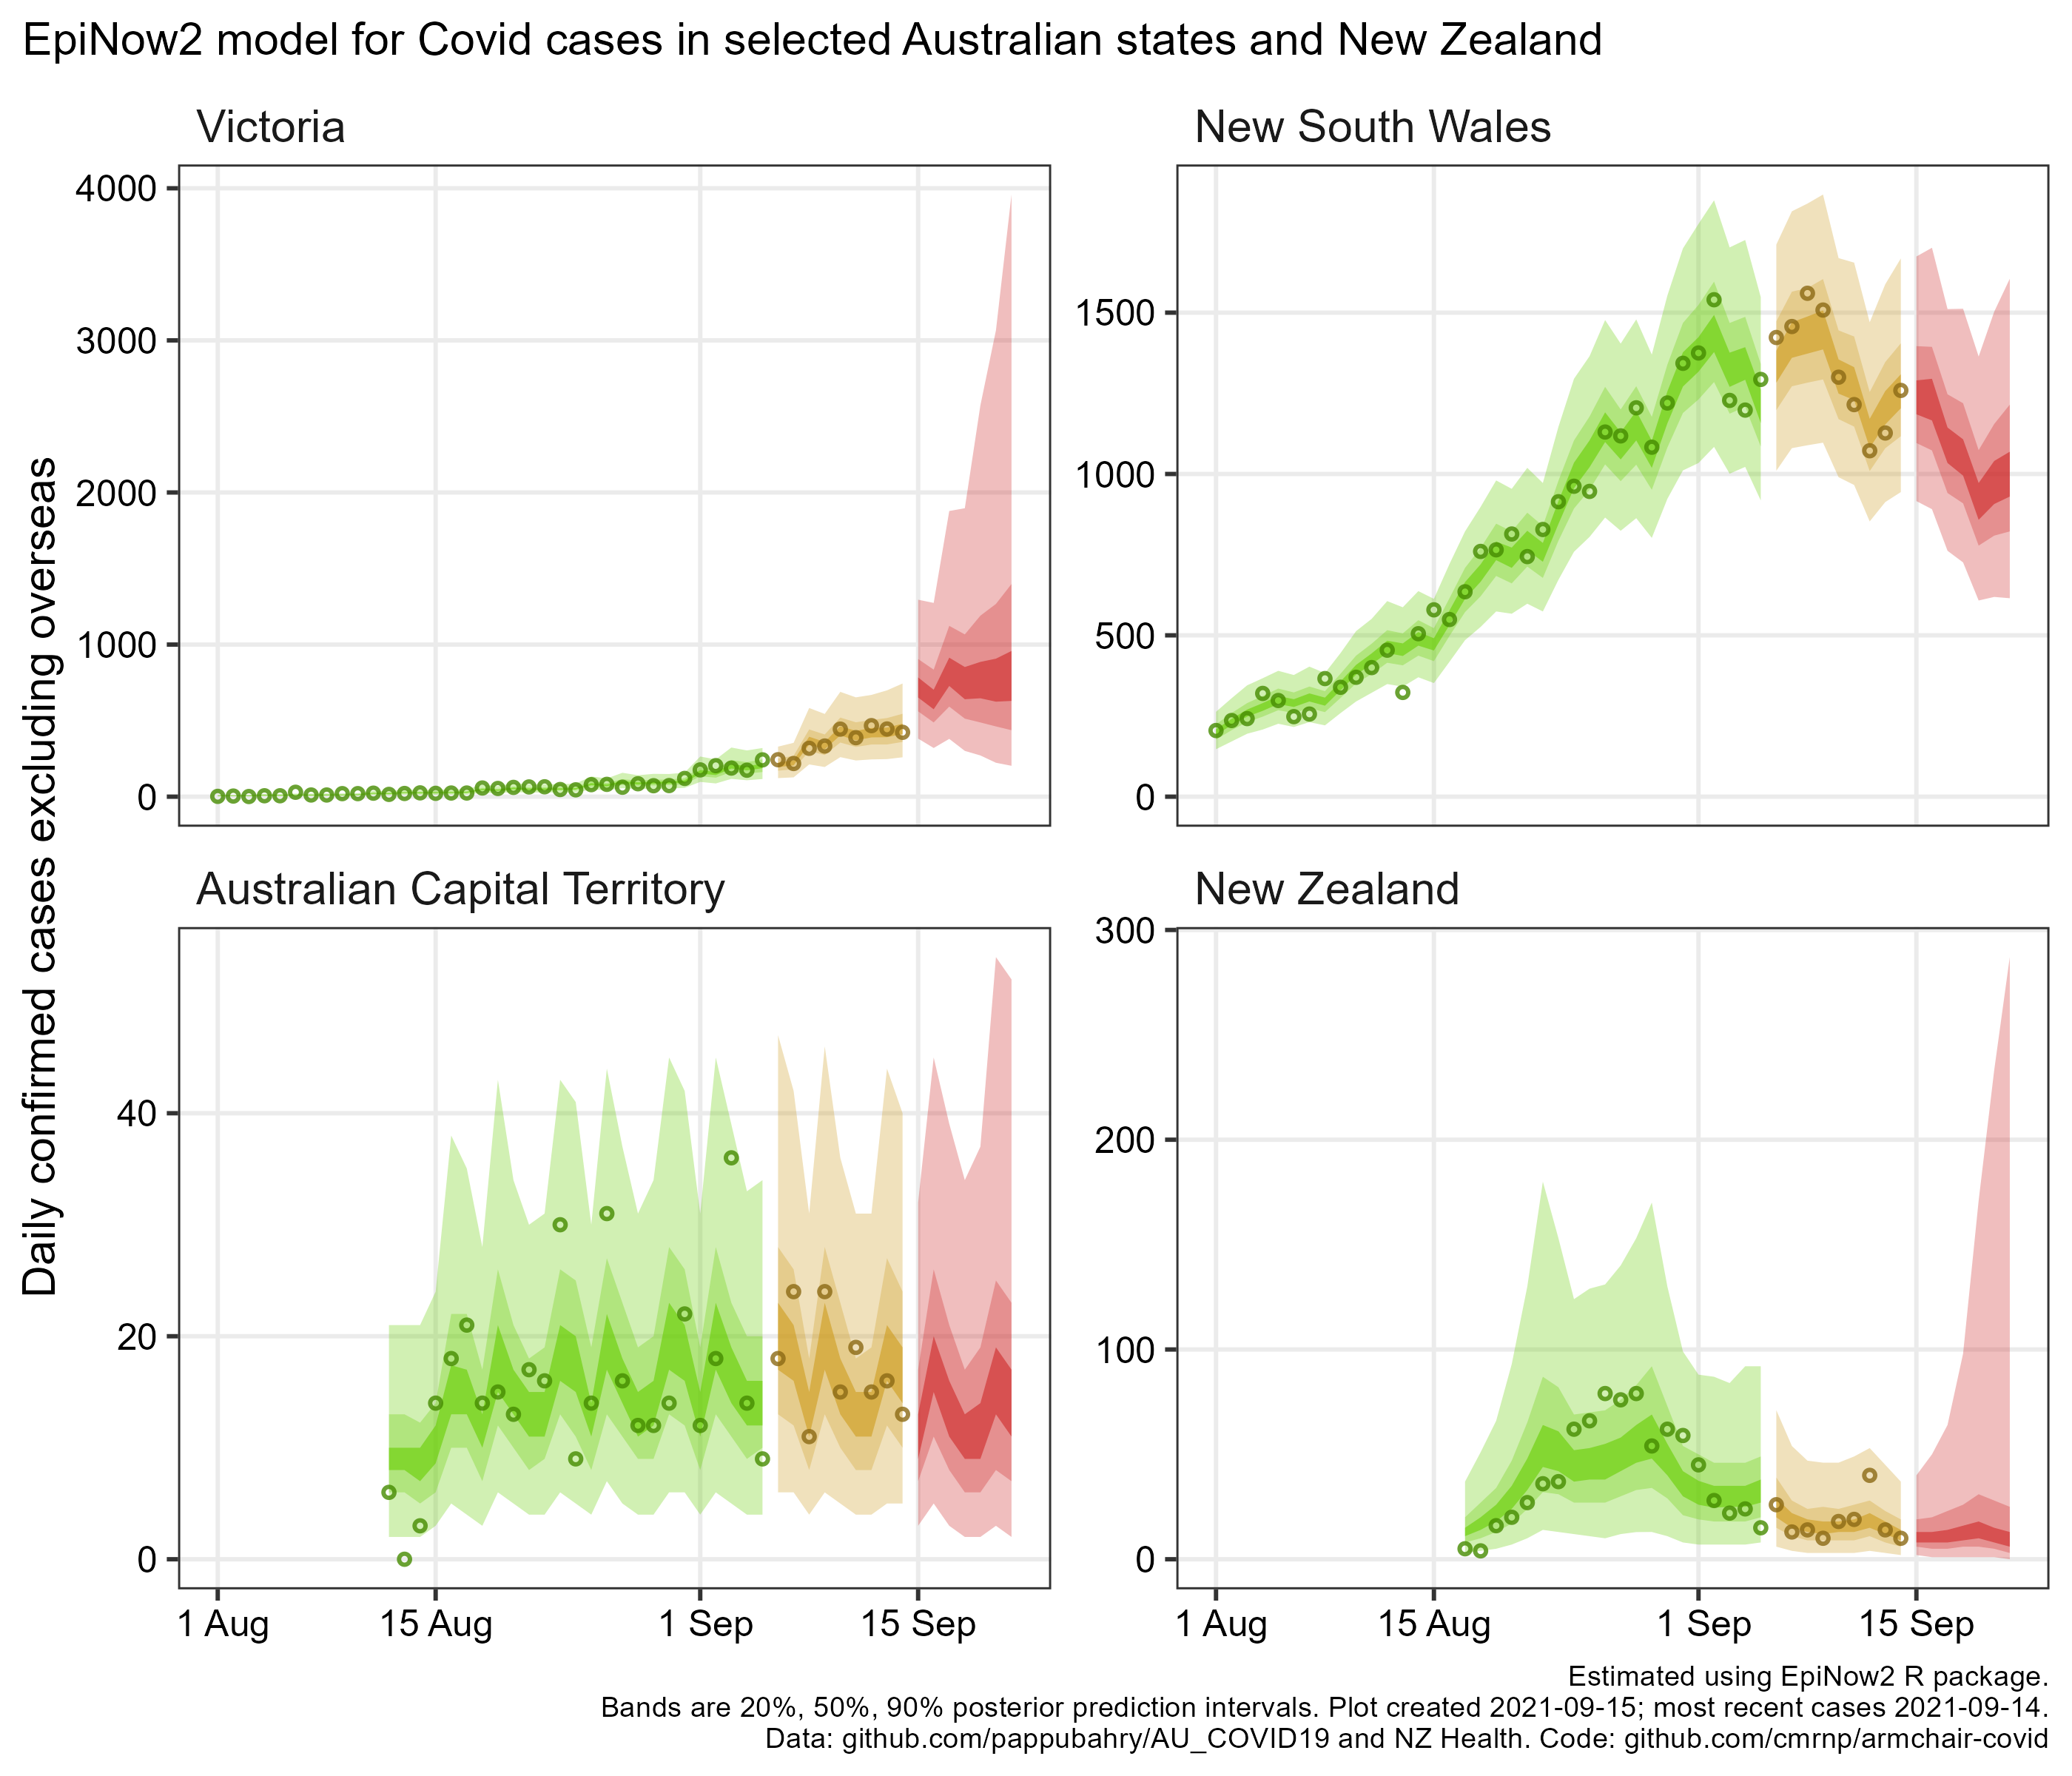 EpiNow2 model for Covid cases in selected Australian states and New Zealand
Daily confirmed cases excluding overseas
Victoria
4000
3000
2000
1000
0
New South Wales
1500
1000
500
0
Australian Capital Territory
40
20
0
1 Aug
15 Aug
1 Sep
15 Sep
New Zealand
300
200
100
0
1 Aug
15 Aug
1 Sep
15 Sep
Estimated using EpiNow2 R package.
Bands are 20%, 50%, 90% posterior prediction intervals. Plot created 2021-09-15; most recent cases 2021-09-14.
Data: github.com/pappubahry/AU_COVID19 and NZ Health. Code: github.com/cmrnp/armchair-covid